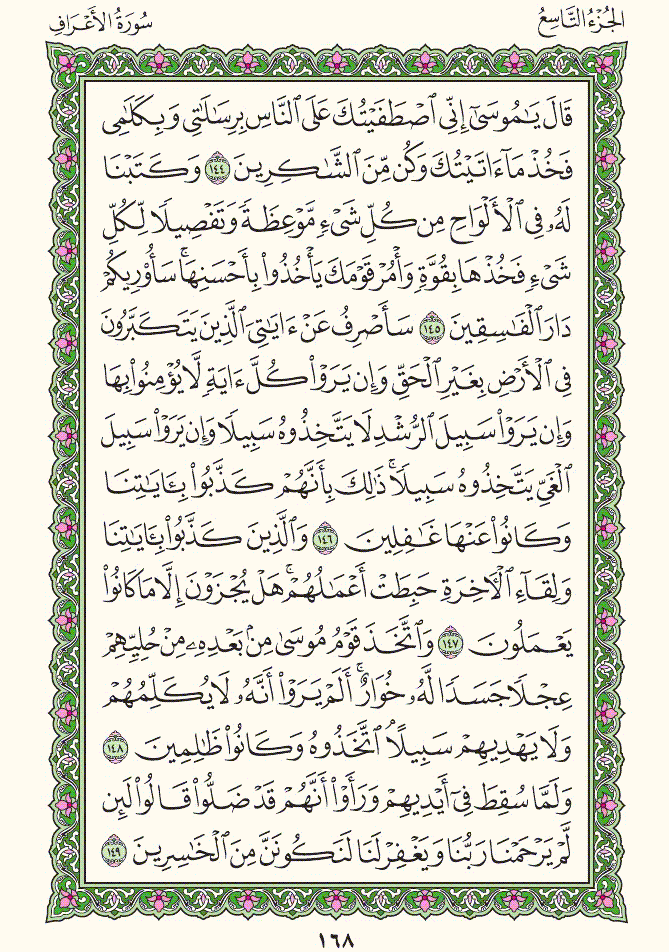 الجُزْءُ التَّاسِعُ
سُورَةُ الأَعْرَافِ
قَالَ يَٰمُوسَىٰٓ إِنِّي ٱصۡطَفَيۡتُكَ عَلَى ٱلنَّاسِ بِرِسَٰلَٰتِي وَبِكَلَٰمِي
فَخُذۡ مَآ ءَاتَيۡتُكَ وَكُن مِّنَ ٱلشَّٰكِرِينَ ١٤٤ وَكَتَبۡنَا
لَهُۥ فِي ٱلۡأَلۡوَاحِ مِن كُلِّ شَيۡءٖ مَّوۡعِظَةٗ وَتَفۡصِيلٗا لِّكُلِّ
شَيۡءٖ فَخُذۡهَا بِقُوَّةٖ وَأۡمُرۡ قَوۡمَكَ يَأۡخُذُواْ بِأَحۡسَنِهَاۚ سَأُوْرِيكُمۡ
دَارَ ٱلۡفَٰسِقِينَ ١٤٥ سَأَصۡرِفُ عَنۡ ءَايَٰتِيَ ٱلَّذِينَ يَتَكَبَّرُونَ
فِي ٱلۡأَرۡضِ بِغَيۡرِ ٱلۡحَقِّ وَإِن يَرَوۡاْ كُلَّ ءَايَةٖ لَّا يُؤۡمِنُواْ بِهَا
وَإِن يَرَوۡاْ سَبِيلَ ٱلرُّشۡدِ لَا يَتَّخِذُوهُ سَبِيلٗا وَإِن يَرَوۡاْ سَبِيلَ
ٱلۡغَيِّ يَتَّخِذُوهُ سَبِيلٗاۚ ذَٰلِكَ بِأَنَّهُمۡ كَذَّبُواْ بِـَٔايَٰتِنَا
وَكَانُواْ عَنۡهَا غَٰفِلِينَ ١٤٦ وَٱلَّذِينَ كَذَّبُواْ بِـَٔايَٰتِنَا
وَلِقَآءِ ٱلۡأٓخِرَةِ حَبِطَتۡ أَعۡمَٰلُهُمۡۚ هَلۡ يُجۡزَوۡنَ إِلَّا مَا كَانُواْ
يَعۡمَلُونَ ١٤٧ وَٱتَّخَذَ قَوۡمُ مُوسَىٰ مِنۢ بَعۡدِهِۦ مِنۡ حُلِيِّهِمۡ
عِجۡلٗا جَسَدٗا لَّهُۥ خُوَارٌۚ أَلَمۡ يَرَوۡاْ أَنَّهُۥ لَا يُكَلِّمُهُمۡ
وَلَا يَهۡدِيهِمۡ سَبِيلًاۘ ٱتَّخَذُوهُ وَكَانُواْ ظَٰلِمِينَ ١٤٨
وَلَمَّا سُقِطَ فِيٓ أَيۡدِيهِمۡ وَرَأَوۡاْ أَنَّهُمۡ قَدۡ ضَلُّواْ قَالُواْ لَئِن
لَّمۡ يَرۡحَمۡنَا رَبُّنَا وَيَغۡفِرۡ لَنَا لَنَكُونَنَّ مِنَ ٱلۡخَٰسِرِينَ ١٤٩
١٦٨